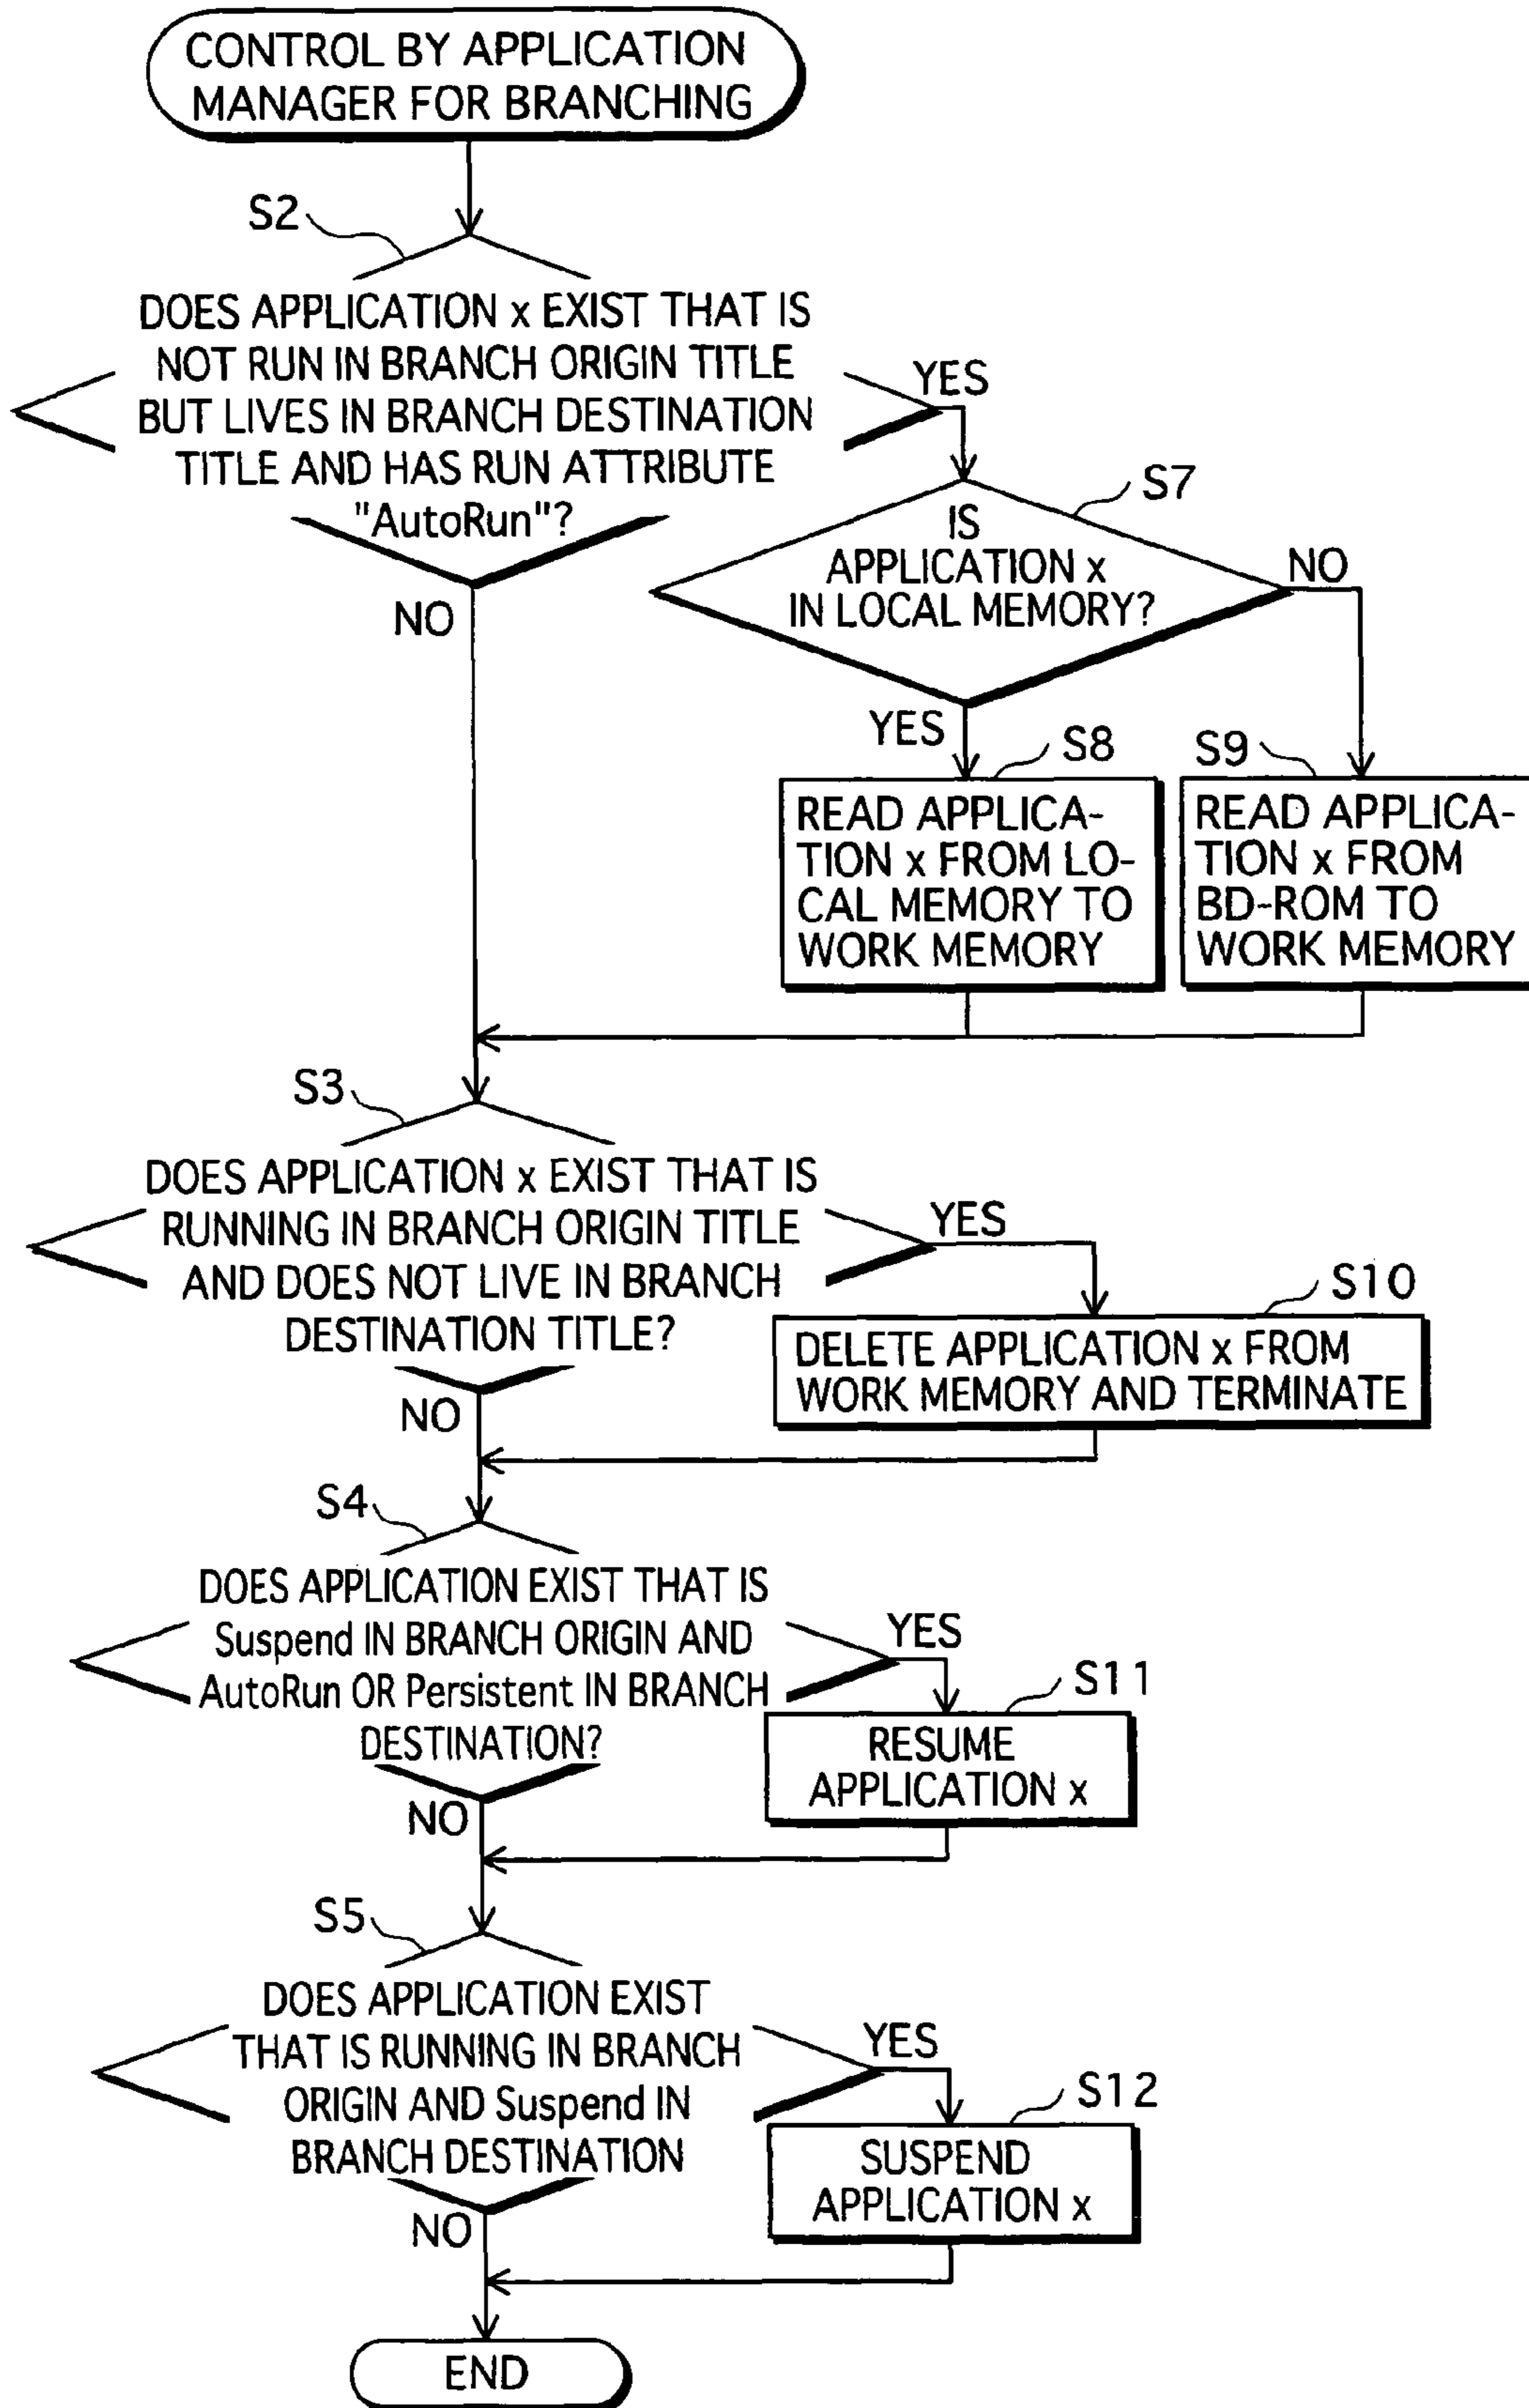 CONTROL BY APPLICATION
MANAGER FOR BRANCHING
S2
DOES APPLICATION x EXIST THAT IS
NOT RUN IN BRANCH ORIGIN TITLE
BUT LIVES IN BRANCH DESTINATION
TITLE AND HAS RUN ATTRIBUTE
"AutoRun"?
YES
NO
S7
IS
APPLICATION x
IN LOCAL MEMORY?
NO
YES
S8
READ APPLICA-
TION x FROM LO-
CAL MEMORY TO
WORK MEMORY
S9
READ APPLICA-
TION x FROM
BD-ROM TO
WORK MEMORY
S3
DOES APPLICATION x EXIST THAT IS
RUNNING IN BRANCH ORIGIN TITLE
AND DOES NOT LIVE IN BRANCH
DESTINATION TITLE?
YES
NO
S10
DELETE APPLICATION x FROM
WORK MEMORY AND TERMINATE
S4
DOES APPLICATION EXIST THAT IS
Suspend IN BRANCH ORIGIN AND
AutoRun OR Persistent IN BRANCH
DESTINATION?
YES
NO
S11
RESUME
APPLICATION x
S5
DOES APPLICATION EXIST
THAT IS RUNNING IN BRANCH
ORIGIN AND Suspend IN
BRANCH DESTINATION
YES
NO
S12
SUSPEND
APPLICATION x
END